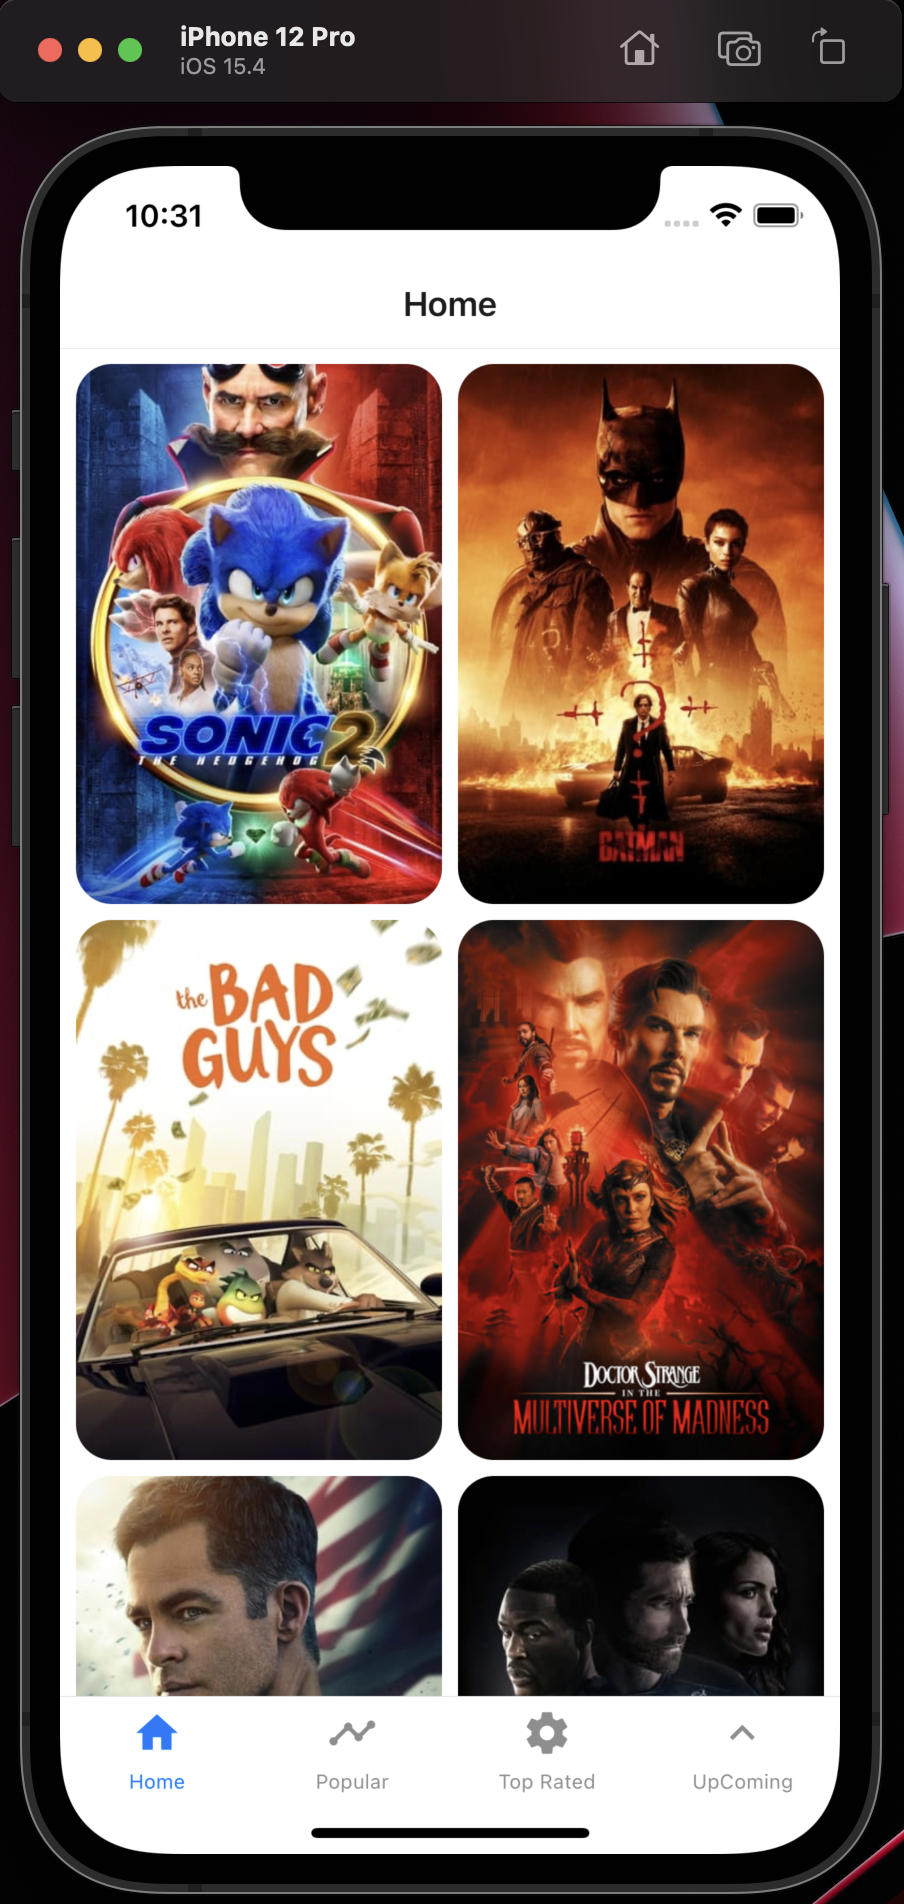 iPhone 12 Pro
iOS 15.4
10:31
Home
SONIC 2
THE HEDGEHOG
BATMAN
the BAD
GUYS
DOCTOR STRANGE
IN THE
MULTIVERSE OF MADNESS
Home
Popular
Top Rated
UpComing